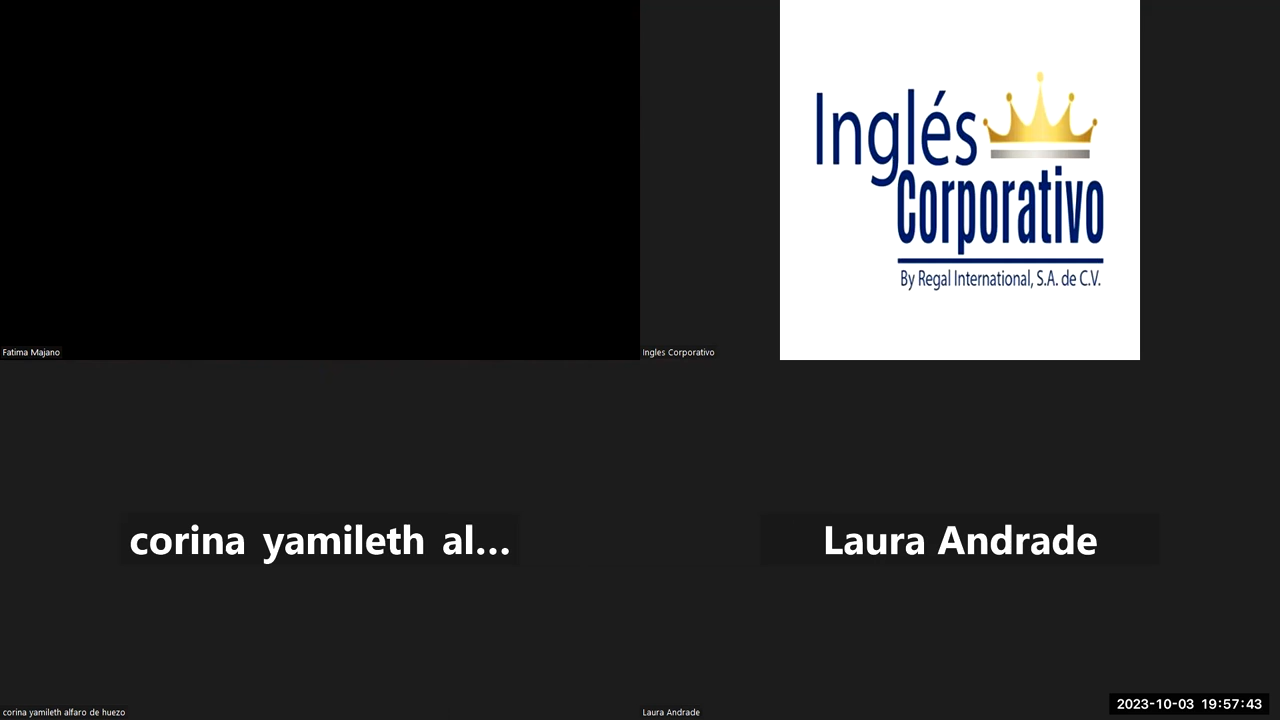 Inglés
Corporativo
By Regal International, S.A. de C.V.
Fatima Majano
Ingles Corporativo
corina yamileth al...
Laura Andrade
corina yamileth alfaro de huezo
Laura Andrade
2023-10-03 19:57:43